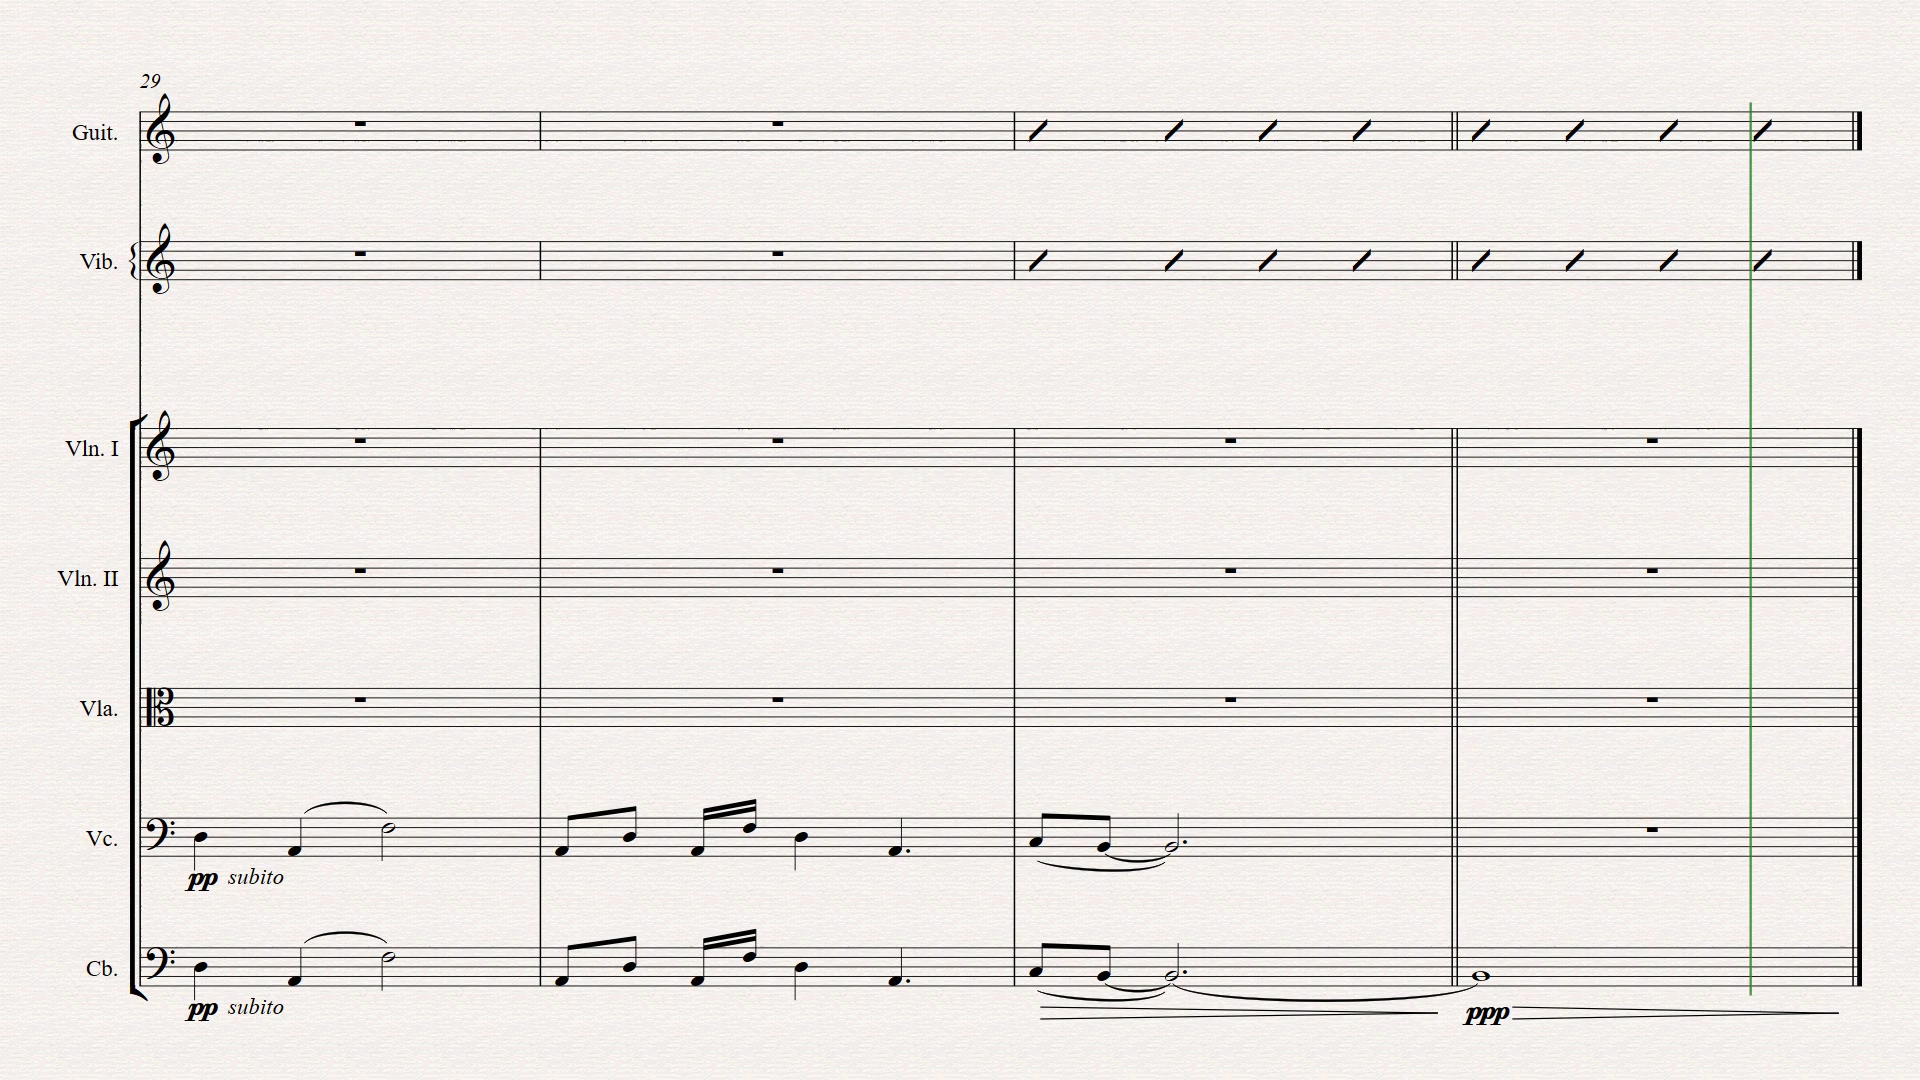 29
Guit.
Vib.
Vln. I
Vln. II
Vla.
Vc.
pp subito
Cb.
pp subito
ppp